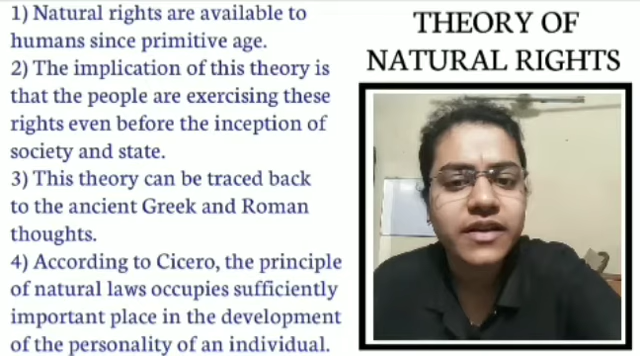 1) Natural rights are available to
humans since primitive age.
2) The implication of this theory is
that the people are exercising these
rights even before the inception of
society and state.
3) This theory can be traced back
to the ancient Greek and Roman
thoughts.
4) According to Cicero, the principle
of natural laws occupies sufficiently
important place in the development
of the personality of an individual.
THEORY OF
NATURAL RIGHTS